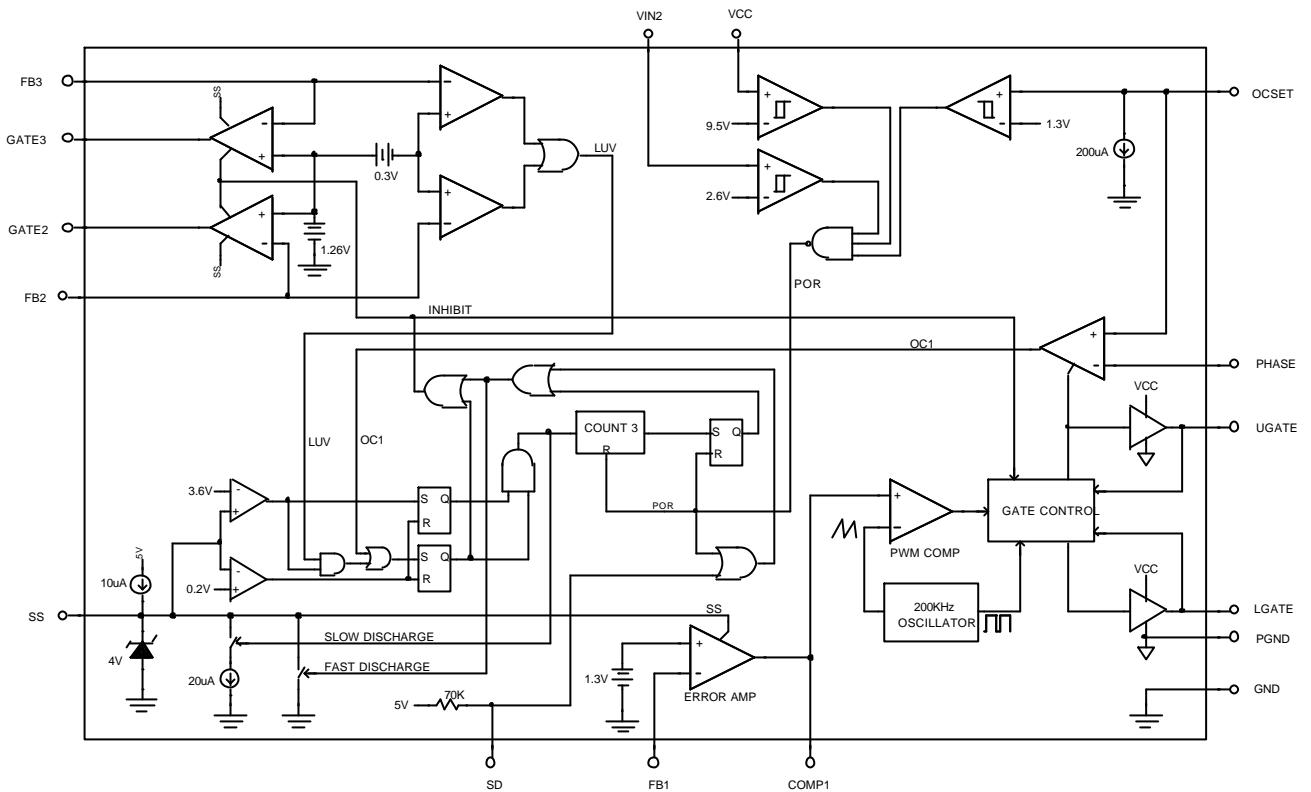 VIN2
VCC
FB3
SS
OCSET
9.5V
1.3V
GATE3
LUV
200uA
0.3V
2.6V
GATE2
1.26V
SS
POR
FB2
INHIBIT
OC1
PHASE
VCC
COUNT 3
S Q
UGATE
LUV
OC1
R
R
3.6V
S Q
R
POR
GATE CONTROL
PWM COMP
5V
S Q
R
10uA
0.2V
VCC
SS
SS
200KHz
OSCILLATOR
LGATE
SLOW DISCHARGE
PGND
4V
FAST DISCHARGE
20uA
1.3V
ERROR AMP
GND
70K
5V
SD
FB1
COMP1